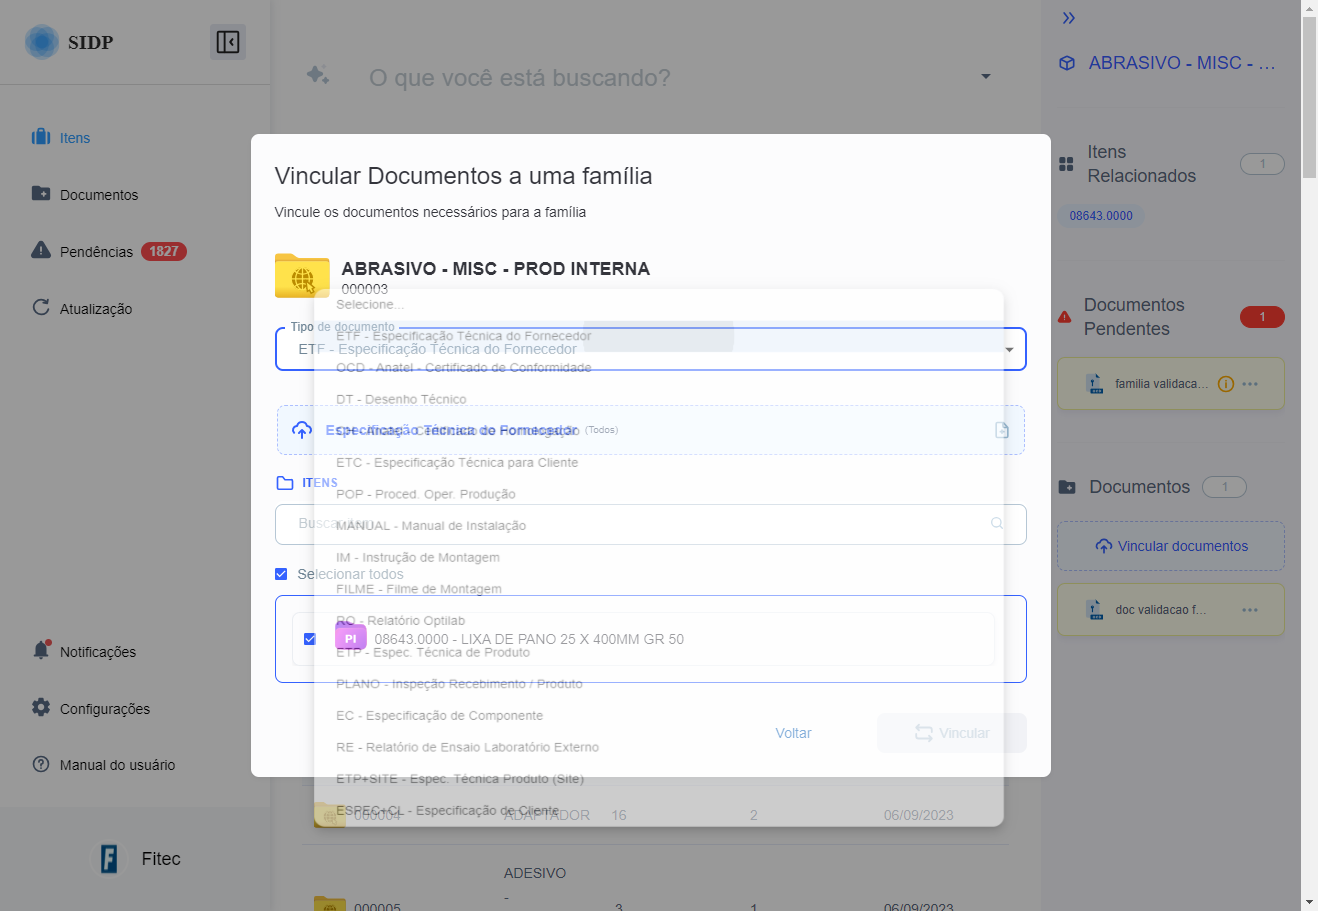 SIDP
Itens
Documentos
Pendências 1827
Atualização
Notificações
Configurações
Manual do usuário
Fitec
O que você está buscando?
Vincular Documentos a uma família
Vincule os documentos necessários para a família
ABRASIVO - MISC - PROD INTERNA
000003
Tipo de documento
ETF - Especificação Técnica do Fornecedor
Especificação Técnica do Fornecedor (Todos)
ITENS
Selecionar todos
PI 08643.0000 - LIXA DE PANO 25 X 400MM GR 50
Voltar
Vincular
Selecione...
ETF - Especificação Técnica do Fornecedor
OCD - Anatel - Certificado de Conformidade
DT - Desenho Técnico
CH - Anatel - Certificado de Homologação
ETC - Especificação Técnica para Cliente
POP - Proced. Oper. Produção
MANUAL - Manual de Instalação
IM - Instrução de Montagem
FILME - Filme de Montagem
RO - Relatório Optilab
ETP - Espec. Técnica de Produto
PLANO - Inspeção Recebimento / Produto
EC - Especificação de Componente
RE - Relatório de Ensaio Laboratório Externo
ETP+SITE - Espec. Técnica Produto (Site)
ESPEC+CL - Especificação de Cliente
000004 ADAPTADOR 16 2 06/09/2023
ADESIVO
-
000005 3 1 06/09/2023
ABRASIVO - MISC - ...
Itens
Relacionados
1
08643.0000
Documentos
Pendentes
1
familia validaca...
Documentos 1
Vincular documentos
doc validacao f...